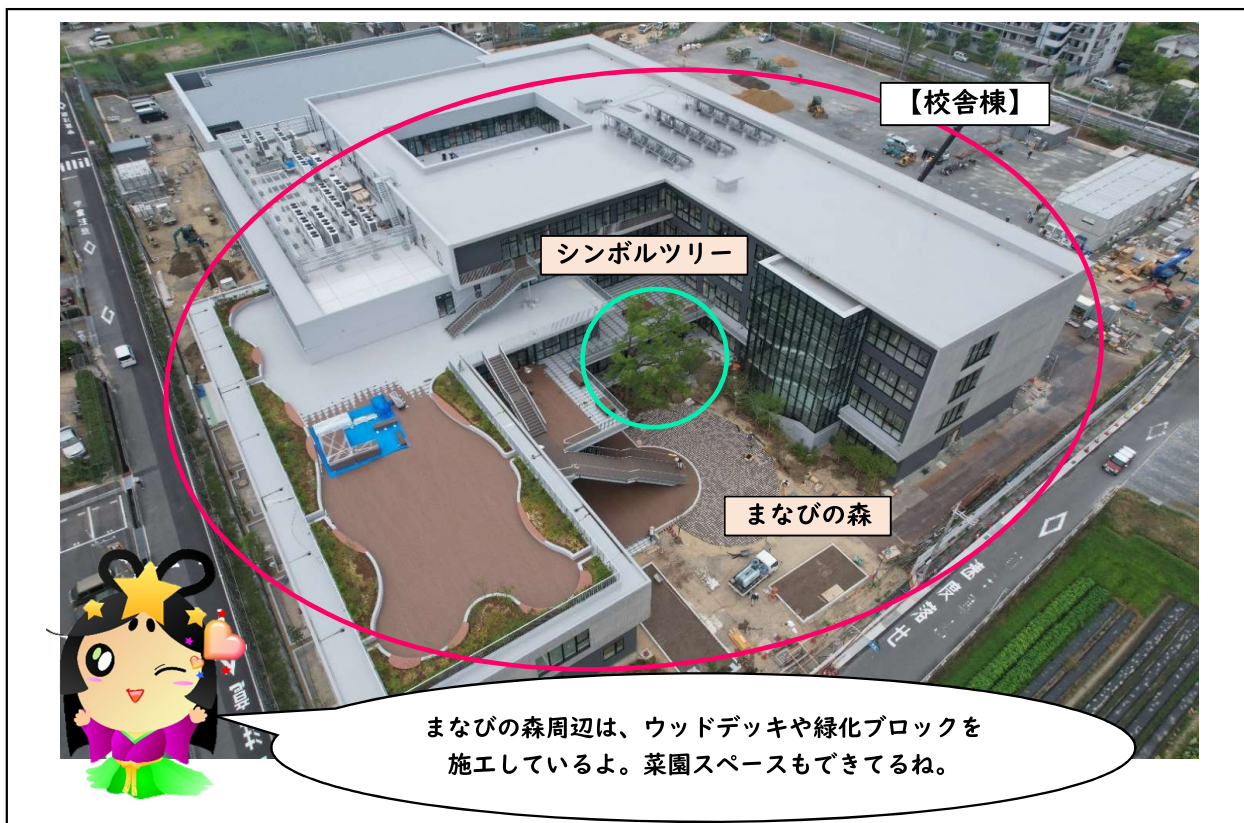 【校舎棟】
シンボルツリー
まなびの森
まなびの森周辺は、ウッドデッキや緑化ブロックを
施工しているよ。菜園スペースもできてるね。